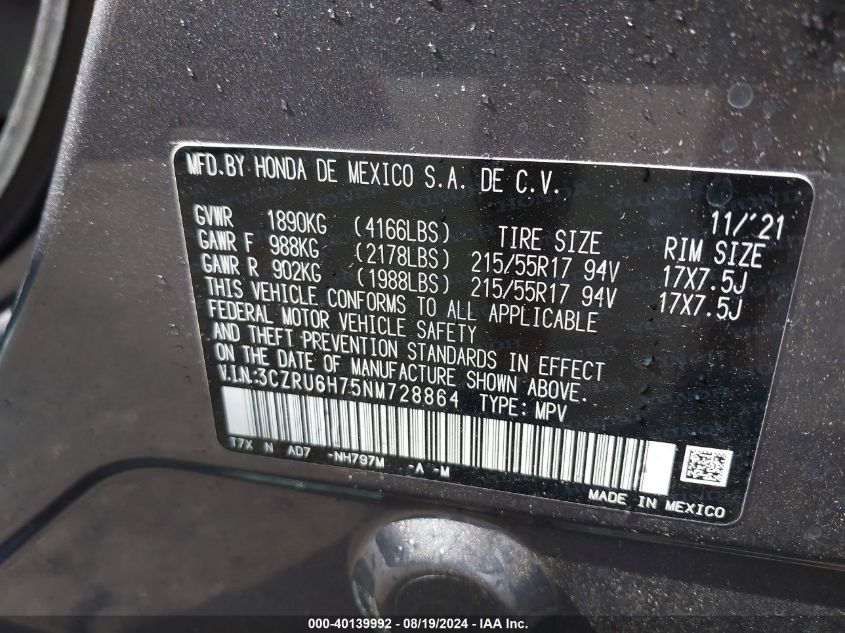 MFD.BY HONDA DE MEXICO S.A. DE C.V.
11/'21
GVWR 1890KG (4166LBS) TIRE SIZE RIM SIZE
GAWR F 988KG (2178LBS) 215/55R17 94V 17X7.5J
GAWR R 902KG (1988LBS) 215/55R17 94V 17X7.5J
THIS VEHICLE CONFORMS TO ALL APPLICABLE
FEDERAL MOTOR VEHICLE SAFETY
AND THEFT PREVENTION STANDARDS IN EFFECT
ON THE DATE OF MANUFACTURE SHOWN ABOVE.
V.I.N:3CZRU6H75NM728864 TYPE: MPV
T7X N AD7 -NH797M -A -M
MADE IN MEXICO
000-40139992 - 08/19/2024 - IAA Inc.